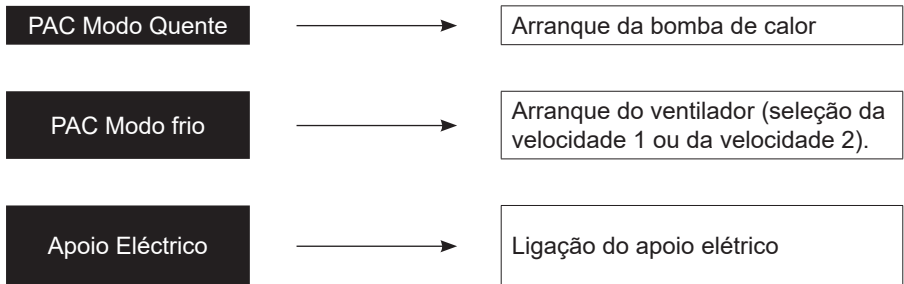 PAC Modo Quente
Arranque da bomba de calor
PAC Modo frio
Arranque do ventilador (seleção da
velocidade 1 ou da velocidade 2).
Apoio Eléctrico
Ligação do apoio elétrico